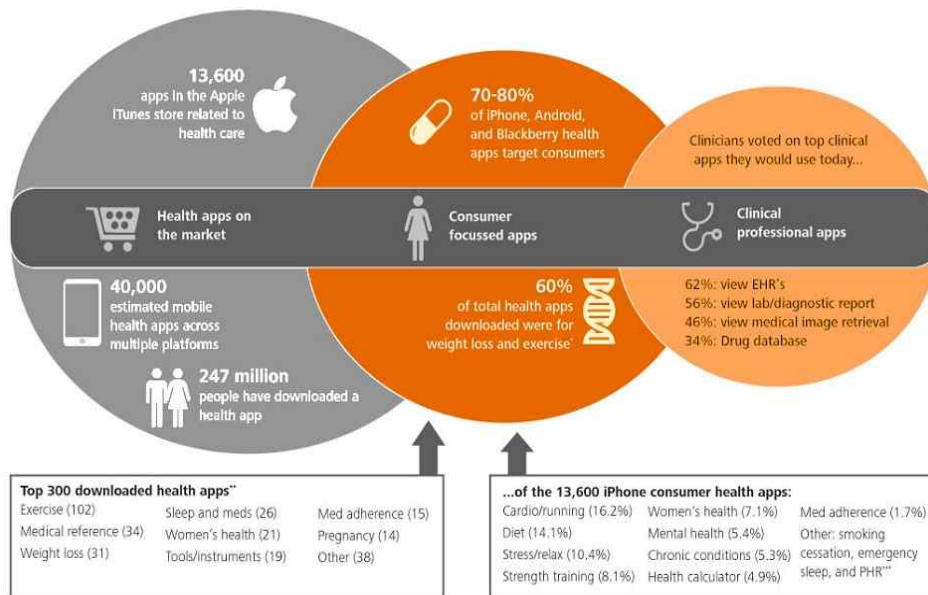 13,600
apps in the Apple
iTunes store related to
health care
70-80%
of iPhone, Android,
and Blackberry health
apps target consumers
Clinicians voted on top clinical
apps they would use today...
Health apps on
the market
Consumer
focussed apps
Clinical
professional apps
40,000
estimated mobile
health apps across
multiple platforms
247 million
people have downloaded a
health app
60%
of total health apps
downloaded were for
weight loss and exercise*
62%: view EHR's
56%: view lab/diagnostic report
46%: view medical image retrieval
34%: Drug database
Top 300 downloaded health apps**
Exercise (102)
Medical reference (34)
Weight loss (31)
Sleep and meds (26)
Women's health (21)
Tools/instruments (19)
Med adherence (15)
Pregnancy (14)
Other (38)
...of the 13,600 iPhone consumer health apps:
Cardio/running (16.2%)
Diet (14.1%)
Stress/relax (10.4%)
Strength training (8.1%)
Women's health (7.1%)
Mental health (5.4%)
Chronic conditions (5.3%)
Health calculator (4.9%)
Med adherence (1.7%)
Other: smoking
cessation, emergency
sleep, and PHR***